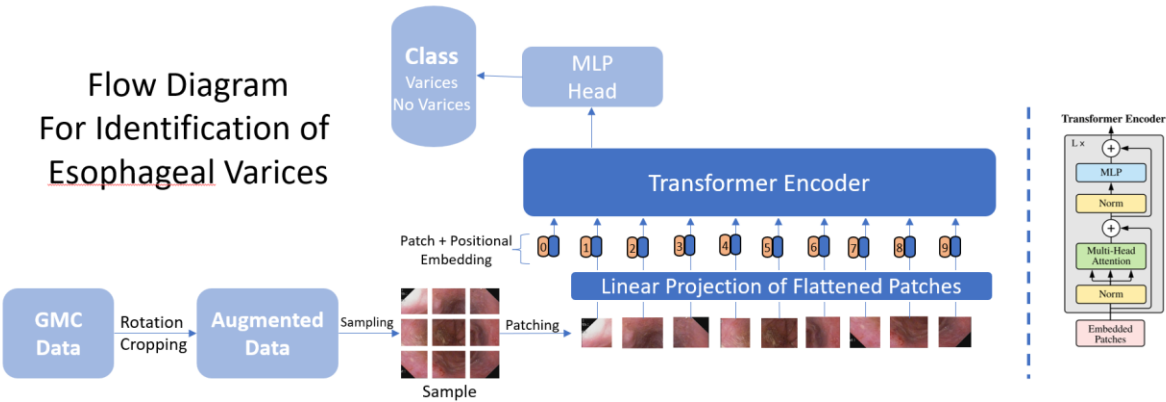 Flow Diagram
For Identification of
Esophageal Varices
Class
Varices
No Varices
MLP
Head
Transformer Encoder
Patch + Positional
Embedding
0 1 2 3 4 5 6 7 8 9
Linear Projection of Flattened Patches
GMC
Data
Rotation
Cropping
Augmented
Data
Sampling
Sample
Patching
Transformer Encoder
L x
+
MLP
Norm
+
Multi-Head
Attention
Norm
Embedded
Patches